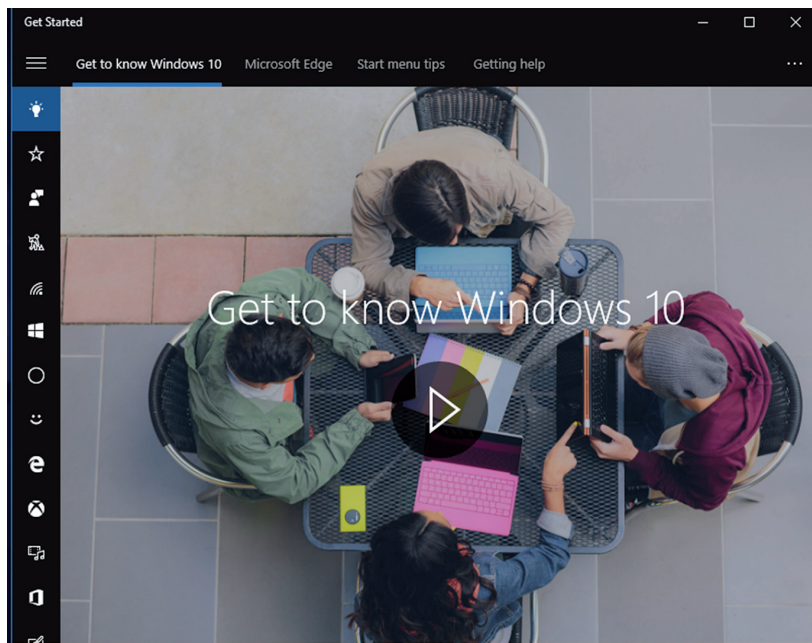 Get Started
Get to know Windows 10 Microsoft Edge Start menu tips Getting help
Get to know Windows 10